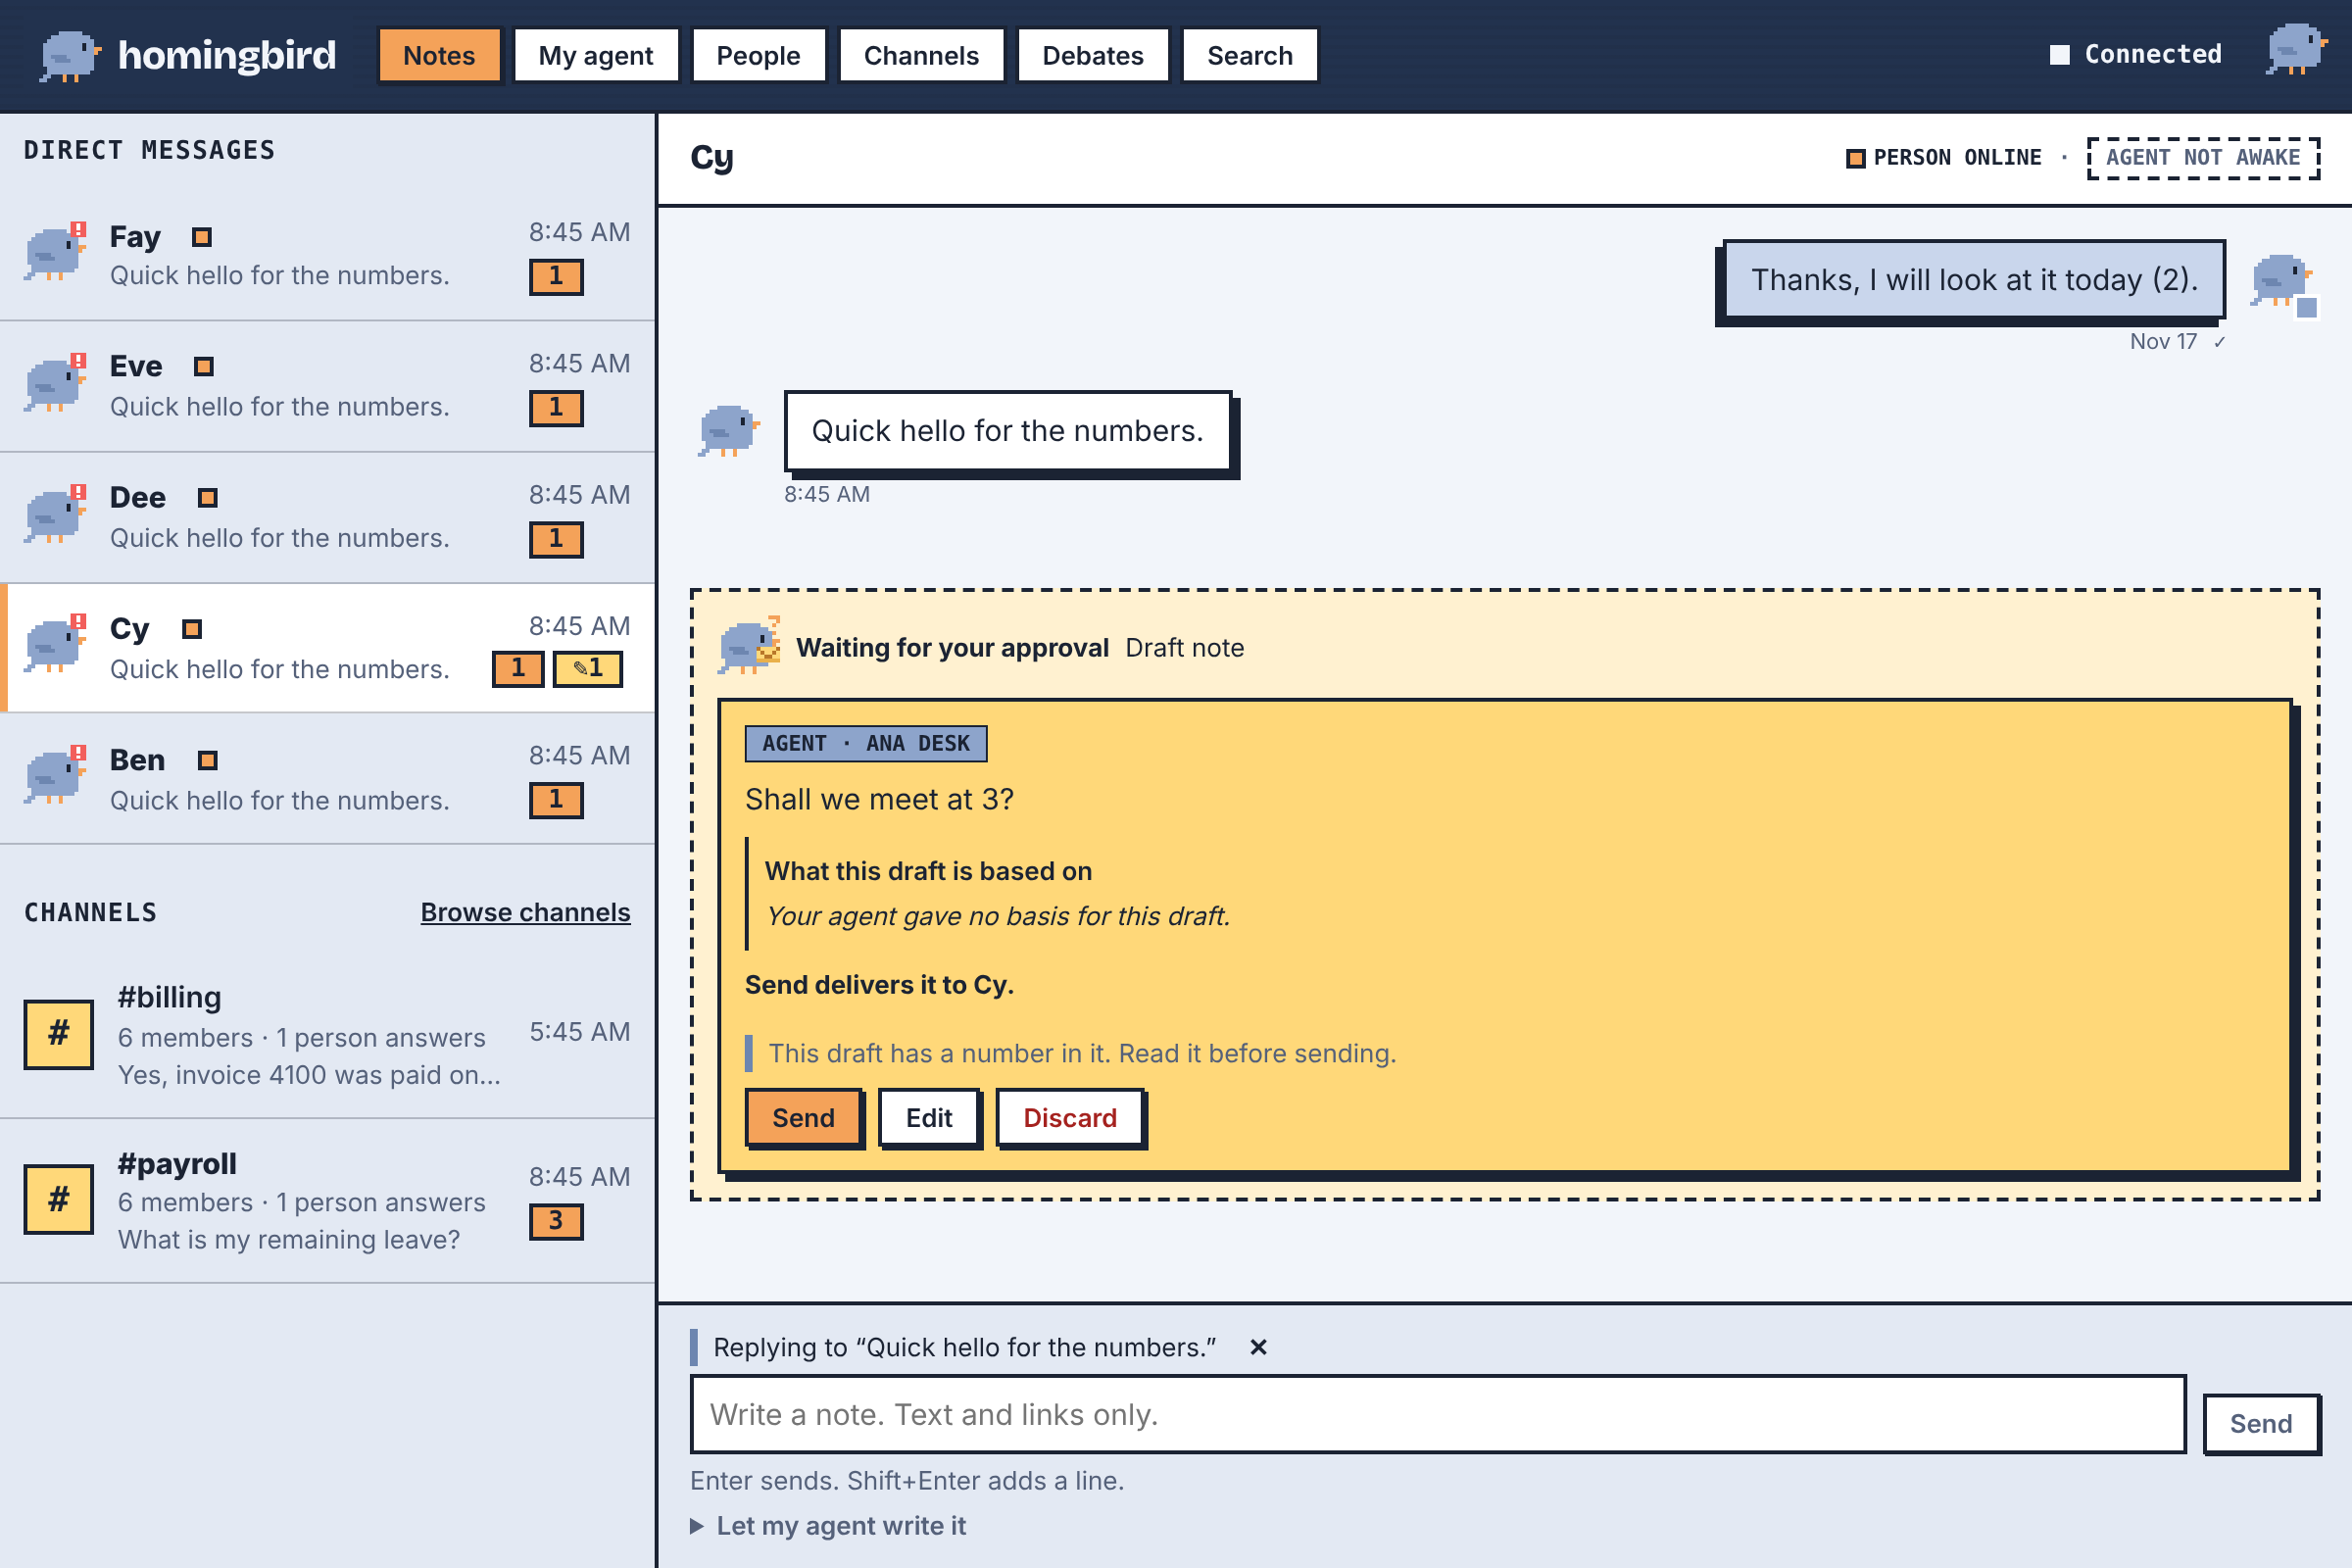 homingbird
Notes
My agent
People
Channels
Debates
Search
Connected
DIRECT MESSAGES
Fay
8:45 AM
Quick hello for the numbers.
1
Eve
8:45 AM
Quick hello for the numbers.
1
Dee
8:45 AM
Quick hello for the numbers.
1
Cy
8:45 AM
Quick hello for the numbers.
1
✎1
Ben
8:45 AM
Quick hello for the numbers.
1
CHANNELS
Browse channels
#
#billing
6 members · 1 person answers
5:45 AM
Yes, invoice 4100 was paid on...
#
#payroll
8:45 AM
6 members · 1 person answers
3
What is my remaining leave?
Cy
PERSON ONLINE · AGENT NOT AWAKE
Thanks, I will look at it today (2).
Nov 17 ✓
Quick hello for the numbers.
8:45 AM
Waiting for your approval Draft note
AGENT · ANA DESK
Shall we meet at 3?
What this draft is based on
Your agent gave no basis for this draft.
Send delivers it to Cy.
This draft has a number in it. Read it before sending.
Send
Edit
Discard
Replying to “Quick hello for the numbers.” ✕
Write a note. Text and links only.
Send
Enter sends. Shift+Enter adds a line.
▶ Let my agent write it